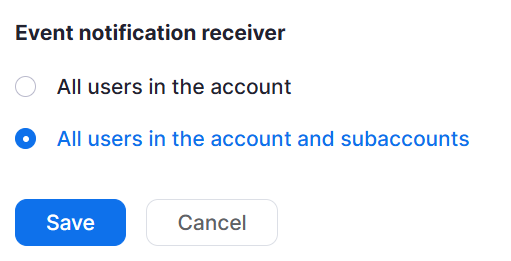 Event notification receiver
All users in the account
All users in the account and subaccounts
Save Cancel